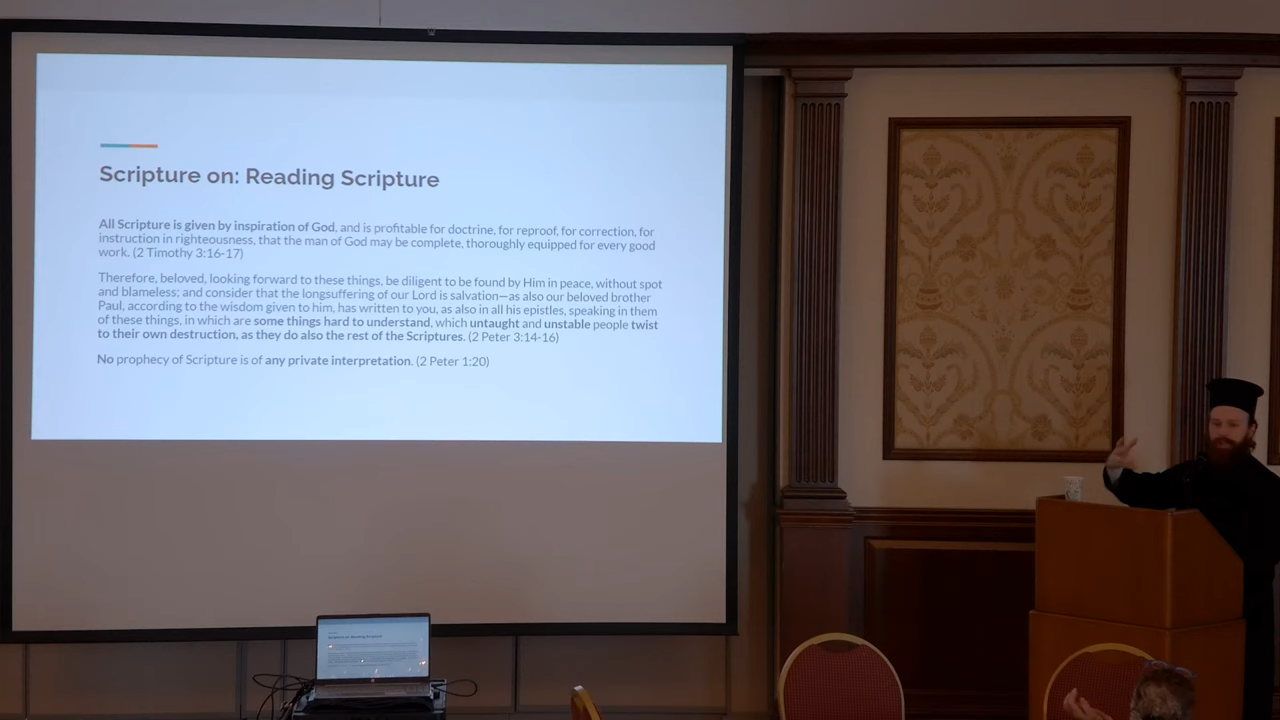 Scripture on: Reading Scripture
All Scripture is given by inspiration of God, and is profitable for doctrine, for reproof, for correction, for
instruction in righteousness, that the man of God may be complete, thoroughly equipped for every good
work. (2 Timothy 3:16-17)
Therefore, beloved, looking forward to these things, be diligent to be found by Him in peace, without spot
and blameless; and consider that the longsuffering of our Lord is salvation—as also our beloved brother
Paul, according to the wisdom given to him, has written to you, as also in all his epistles, speaking in them
of these things, in which are some things hard to understand, which untaught and unstable people twist
to their own destruction, as they do also the rest of the Scriptures. (2 Peter 3:14-16)
No prophecy of Scripture is of any private interpretation. (2 Peter 1:20)
Scripture on: Reading Scripture